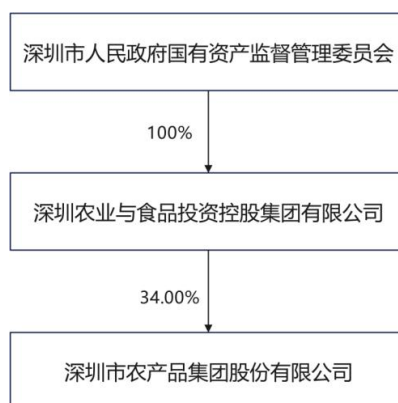 深圳市人民政府国有资产监督管理委员会
100%
深圳农业与食品投资控股集团有限公司
34.00%
深圳市农产品集团股份有限公司